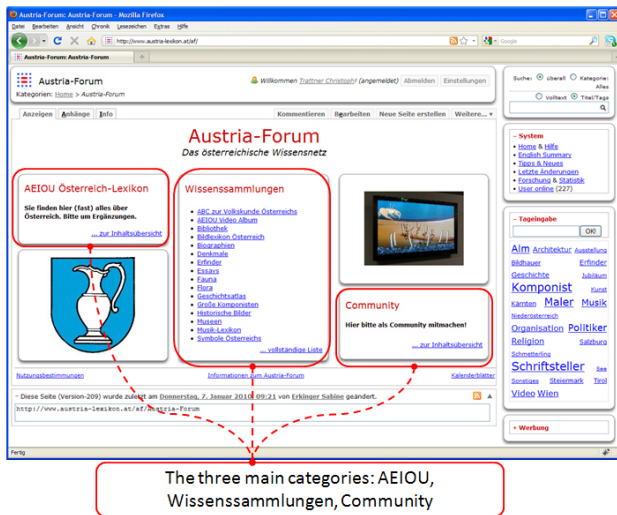 Austria-Forum: Austria-Forum - Mozilla Firefox
Datei Bearbeiten Ansicht Chronik Lesezeichen Extras Hilfe
http://www.austria-lexikon.at/af/
Google
Austria-Forum: Austria-Forum
Austria-Forum
Willkommen Trattner Christoph! (angemeldet) Abmelden Einstellungen
Kategorien: Home > Austria-Forum
Suche: überall Kategorie:
Alles
Volltext Titel/Tags
Anzeigen Anhänge Info
Kommentieren Bearbeiten Neue Seite erstellen Weitere...
Austria-Forum
Das österreichische Wissensnetz
AEIOU Österreich-Lexikon
Sie finden hier (fast) alles über
Österreich. Bitte um Ergänzungen.
... zur Inhaltsübersicht
Wissenssammlungen
ABC zur Volkskunde Österreichs
AEIOU Video Album
Bibliothek
Bildlexikon Österreich
Biographien
Denkmale
Erfinder
Essays
Fauna
Flora
Geschichtsatlas
Große Komponisten
Historische Bilder
Museen
Musik-Lexikon
Symbole Österreichs
... vollständige Liste
Community
Hier bitte als Community mitmachen!
... zur Inhaltsübersicht
- System
Home & Hilfe
English Summary
Tipps & Neues
Letzte Änderungen
Forschung & Statistik
User online (227)
- Tageingabe
OK!
Alm Architektur Ausstellung
Bildhauer Erfinder
Geschichte Jubiläum
Komponist Kunst
Kärnten Maler Musik
Niederösterreich
Organisation Politiker
Religion Salzburg
Schmetterling
Schriftsteller See
Sonstiges Steiermark Tirol
Video Wien
+ Werbung
Nutzungsbestimmungen Informationen zum Austria-Forum Kalenderblätter
- Diese Seite (Version-209) wurde zuletzt am Donnerstag, 7. Januar 2010, 09:21 von Erkinger Sabine geändert.
http://www.austria-lexikon.at/af/Austria-Forum
Fertig
The three main categories: AEIOU,
Wissenssammlungen, Community